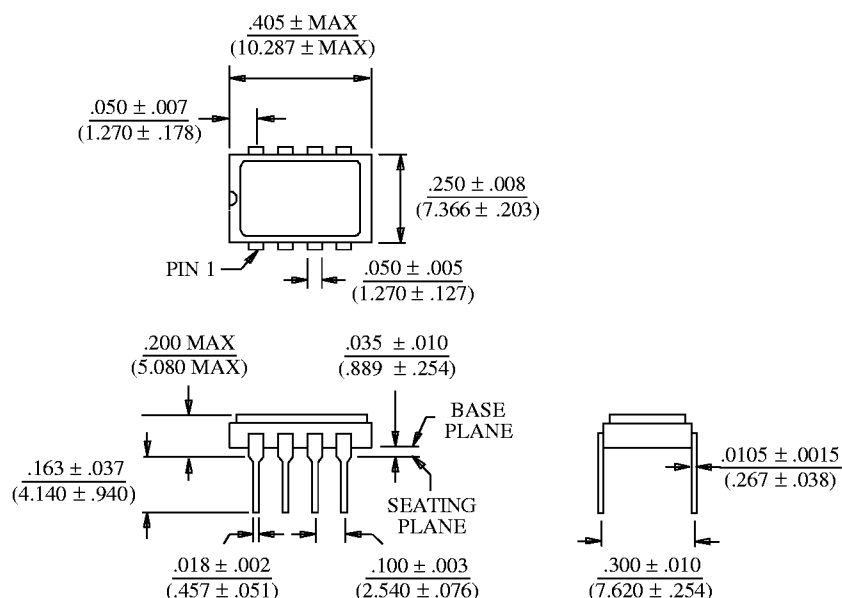 .405 ± MAX
(10.287 ± MAX)
.050 ± .007
(1.270 ± .178)
.250 ± .008
(7.366 ± .203)
PIN 1
.050 ± .005
(1.270 ± .127)
.200 MAX
(5.080 MAX)
.035 ± .010
(.889 ± .254)
BASE
PLANE
.163 ± .037
(4.140 ± .940)
SEATING
PLANE
.0105 ± .0015
(.267 ± .038)
.018 ± .002
(.457 ± .051)
.100 ± .003
(2.540 ± .076)
.300 ± .010
(7.620 ± .254)